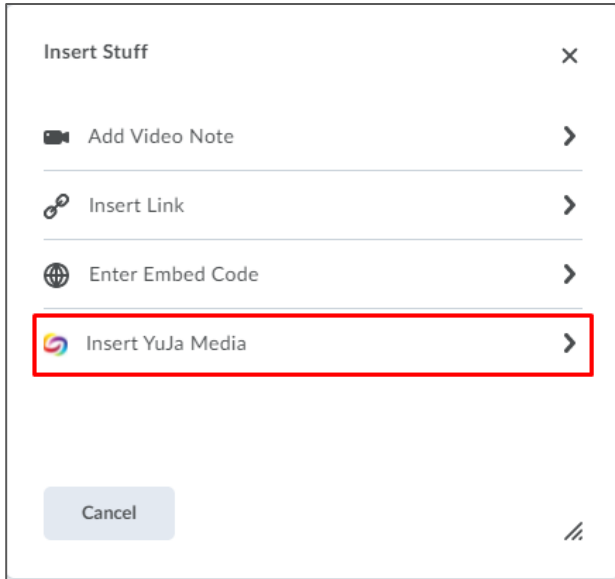 Insert Stuff
Add Video Note
Insert Link
Enter Embed Code
Insert YuJa Media
Cancel